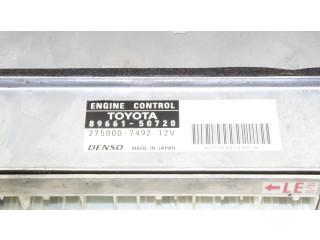 ENGINE CONTROL
TOYOTA
89661-50720
275000-7492 12V
DENSO MADE IN JAPAN
LE